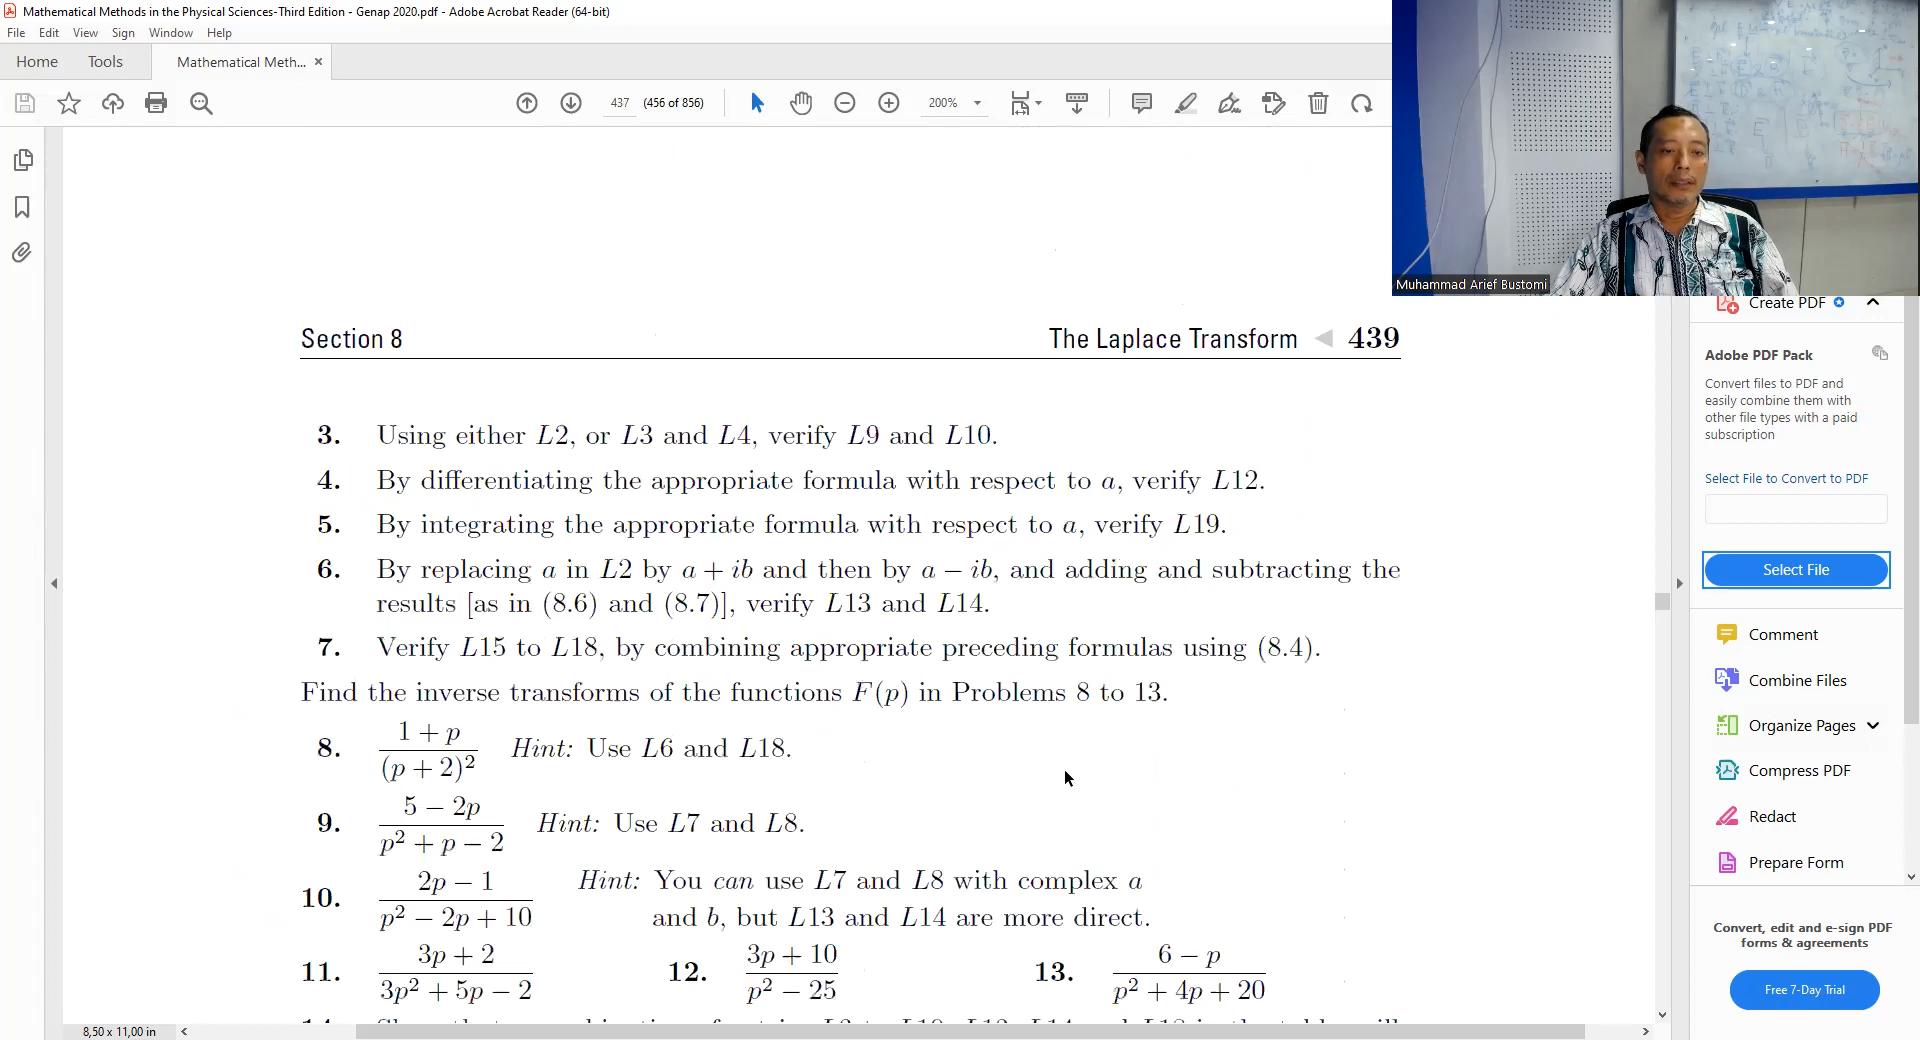 Mathematical Methods in the Physical Sciences-Third Edition - Genap 2020.pdf - Adobe Acrobat Reader (64-bit)
File Edit View Sign Window Help
Home Tools Mathematical Meth... ×
437 (456 of 856) 200%
Muhammad Arief Bustomi
Section 8 The Laplace Transform ◀ 439
3. Using either L2, or L3 and L4, verify L9 and L10.
4. By differentiating the appropriate formula with respect to a, verify L12.
5. By integrating the appropriate formula with respect to a, verify L19.
6. By replacing a in L2 by a + ib and then by a − ib, and adding and subtracting the
results [as in (8.6) and (8.7)], verify L13 and L14.
7. Verify L15 to L18, by combining appropriate preceding formulas using (8.4).
Find the inverse transforms of the functions F(p) in Problems 8 to 13.
8. (1 + p)/(p + 2)² Hint: Use L6 and L18.
9. (5 − 2p)/(p² + p − 2) Hint: Use L7 and L8.
10. (2p − 1)/(p² − 2p + 10) Hint: You can use L7 and L8 with complex a
and b, but L13 and L14 are more direct.
11. (3p + 2)/(3p² + 5p − 2) 12. (3p + 10)/(p² − 25) 13. (6 − p)/(p² + 4p + 20)
8,50 x 11,00 in
Create PDF
Adobe PDF Pack
Convert files to PDF and
easily combine them with
other file types with a paid
subscription
Select File to Convert to PDF
Select File
Comment
Combine Files
Organize Pages
Compress PDF
Redact
Prepare Form
Convert, edit and e-sign PDF
forms & agreements
Free 7-Day Trial